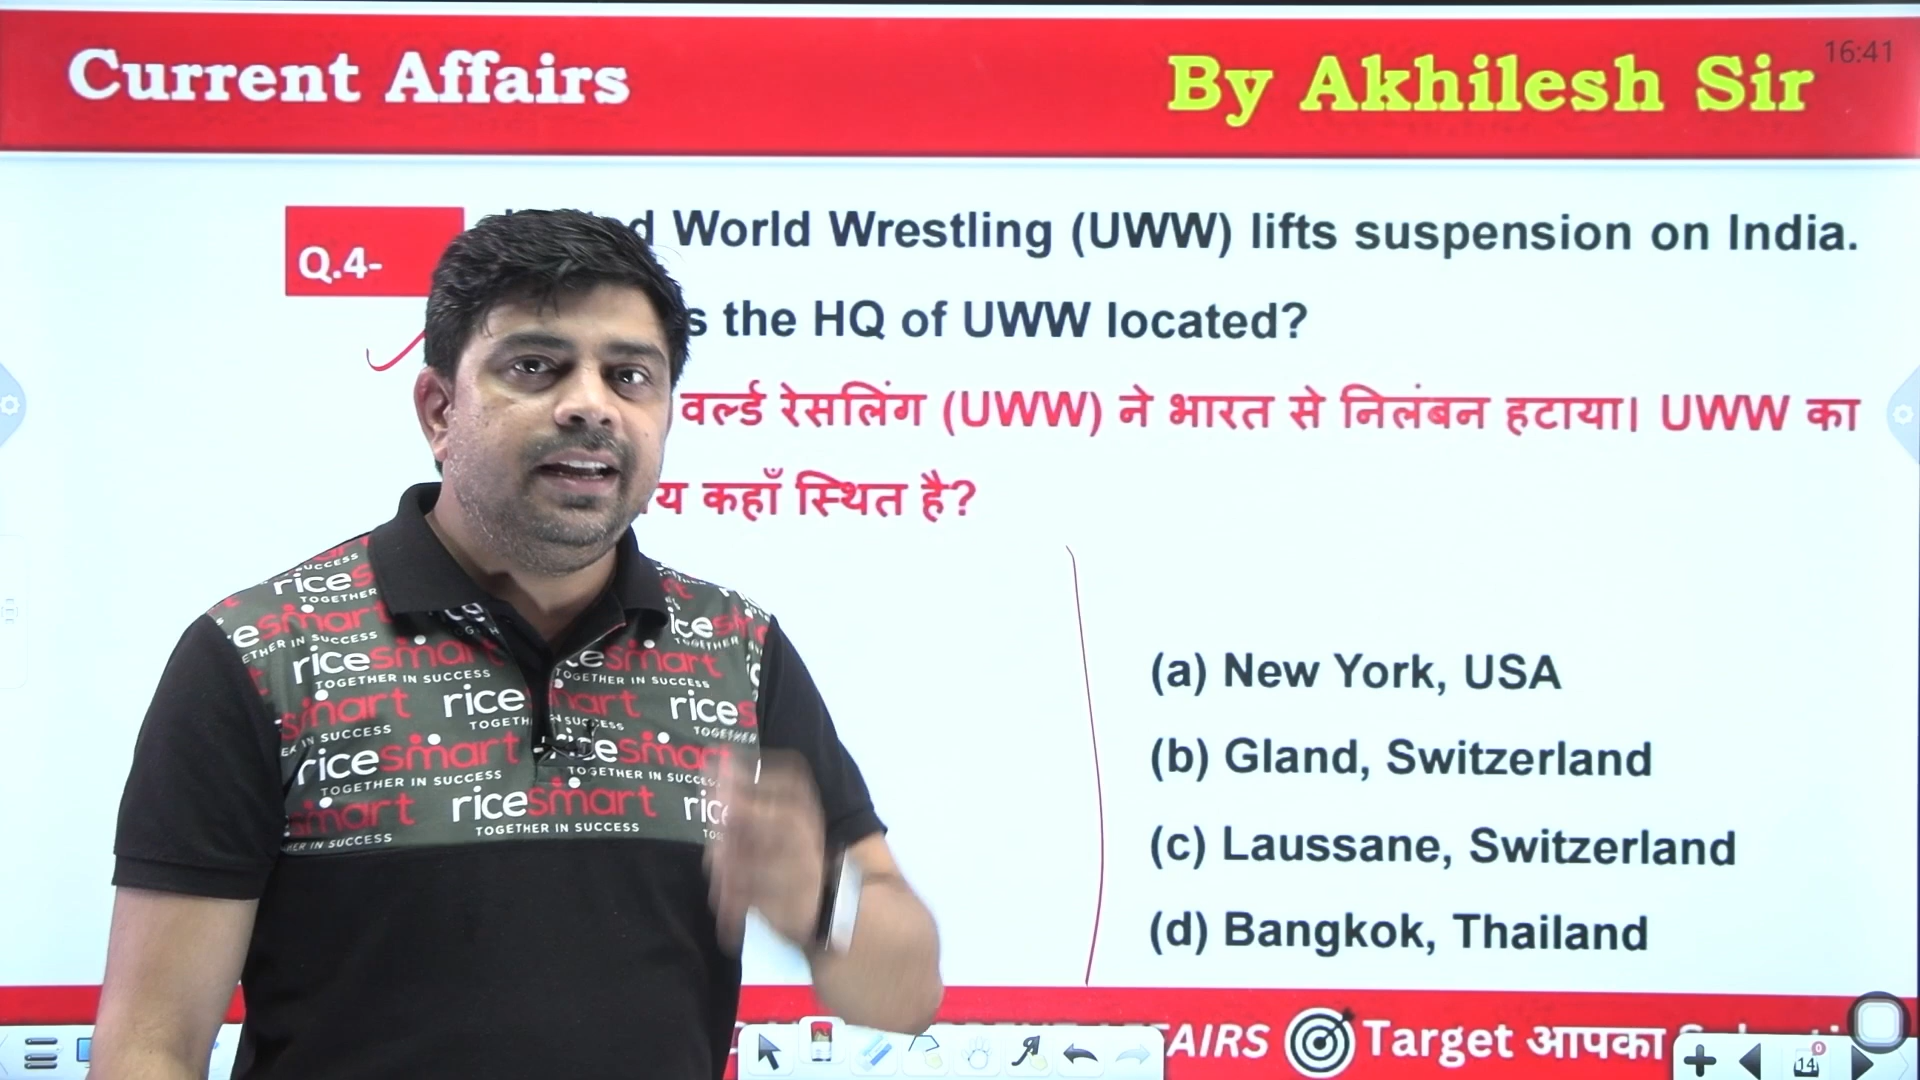 Current Affairs
By Akhilesh Sir
16:41
Q.4-
World Wrestling (UWW) lifts suspension on India.
the HQ of UWW located?
वर्ल्ड रेसलिंग (UWW) ने भारत से निलंबन हटाया। UWW का
कहाँ स्थित है?
(a) New York, USA
(b) Gland, Switzerland
(c) Laussane, Switzerland
(d) Bangkok, Thailand
ricesmart
TOGETHER IN SUCCESS
AIRS
Target आपका
14
0